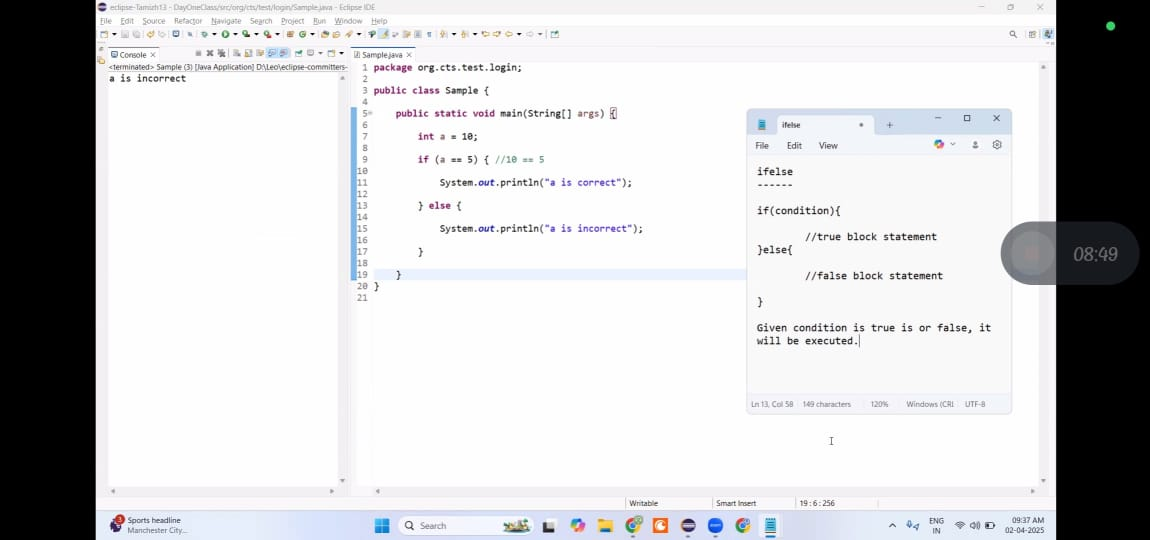 eclipse-Tamizh13 - DayOneClass/src/org/cts/test/login/Sample.java - Eclipse IDE
File Edit Source Refactor Navigate Search Project Run Window Help
Console
<terminated> Sample (3) [Java Application] D:\Leo\eclipse-committers-
a is incorrect
Sample.java
1 package org.cts.test.login;
2
3 public class Sample {
4
5 public static void main(String[] args) {
6
7 int a = 10;
8
9 if (a == 5) { //10 == 5
10
11 System.out.println("a is correct");
12
13 } else {
14
15 System.out.println("a is incorrect");
16
17 }
18
19 }
20 }
21
ifelse
File Edit View
ifelse
------
if(condition){
//true block statement
}else{
//false block statement
}
Given condition is true is or false, it
will be executed.
Ln 13, Col 58 149 characters 120% Windows (CRL UTF-8
08:49
Writable Smart Insert 19:6:256
3
Sports headline
Manchester City...
Search
ENG
IN
09:37 AM
02-04-2025